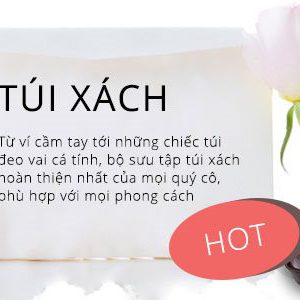 TÚI XÁCH
Từ ví cầm tay tới những chiếc túi
đeo vai cá tính, bộ sưu tập túi xách
hoàn thiện nhất của mọi quý cô,
phù hợp với mọi phong cách
HOT